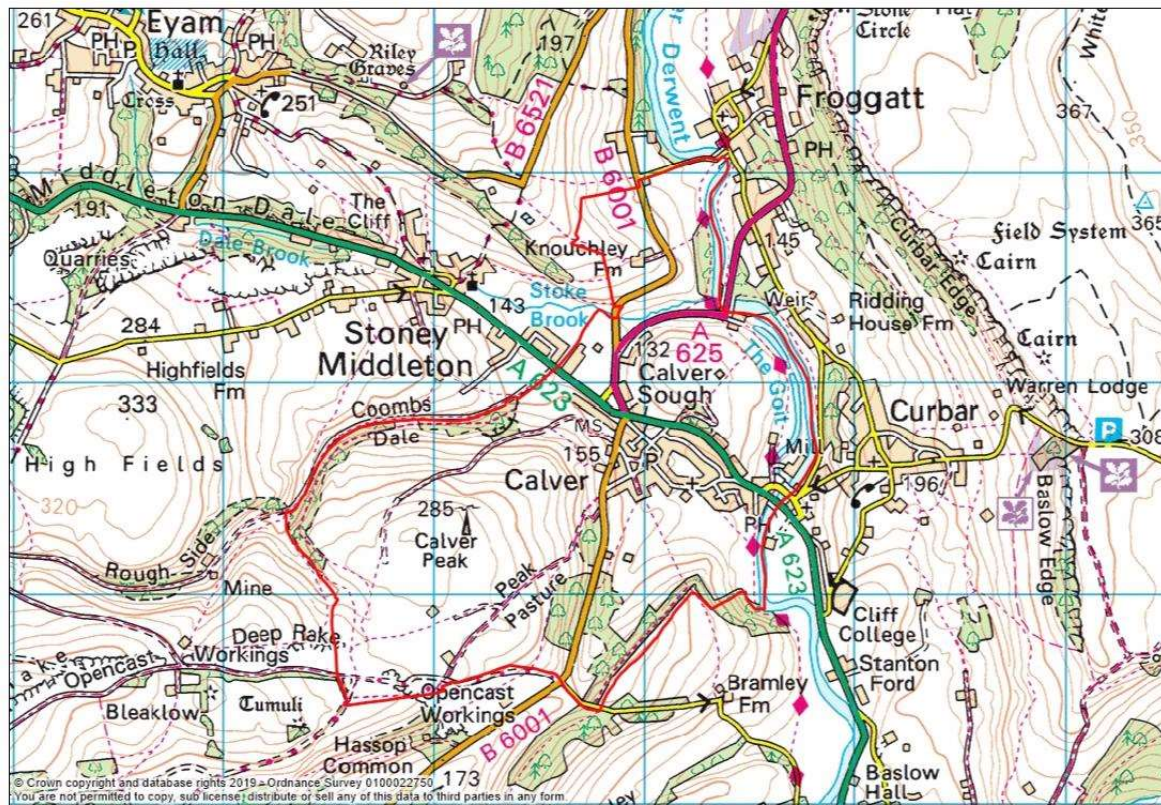 261
Eyam
PH
P
Hall
PH
Cross
251
Riley
Graves
197
B 6521
B 6001
Derwent
Stone
Circle
Flat
White
Froggatt
PH
367
350
365
Middleton Dale
191
The
Cliff
Dale Brook
Quarries
Knouchley
Fm
145
Curbar Edge
Field System
Cairn
Stoke
Brook
143
PH
Stoney
Middleton
284
Highfields
Fm
Weir
Ridding
House Fm
Cairn
A
625
132
Calver
Sough
The Goit
A 623
Warren Lodge
P
308
333
High Fields
Coombs
Dale
MS
155
Calver
P
Mill
Curbar
196
320
285
Calver
Peak
PH
A 623
Baslow Edge
Rough Side
Mine
Peak
Pasture
Cliff
College
Deep Rake
Workings
Opencast
Stanton
Ford
Bleaklow
Tumuli
Opencast
Workings
Bramley
Fm
Hassop
Common
B 6001
173
Baslow
Hall
© Crown copyright and database rights 2019 - Ordnance Survey 0100022750
You are not permitted to copy, sub license, distribute or sell any of this data to third parties in any form.